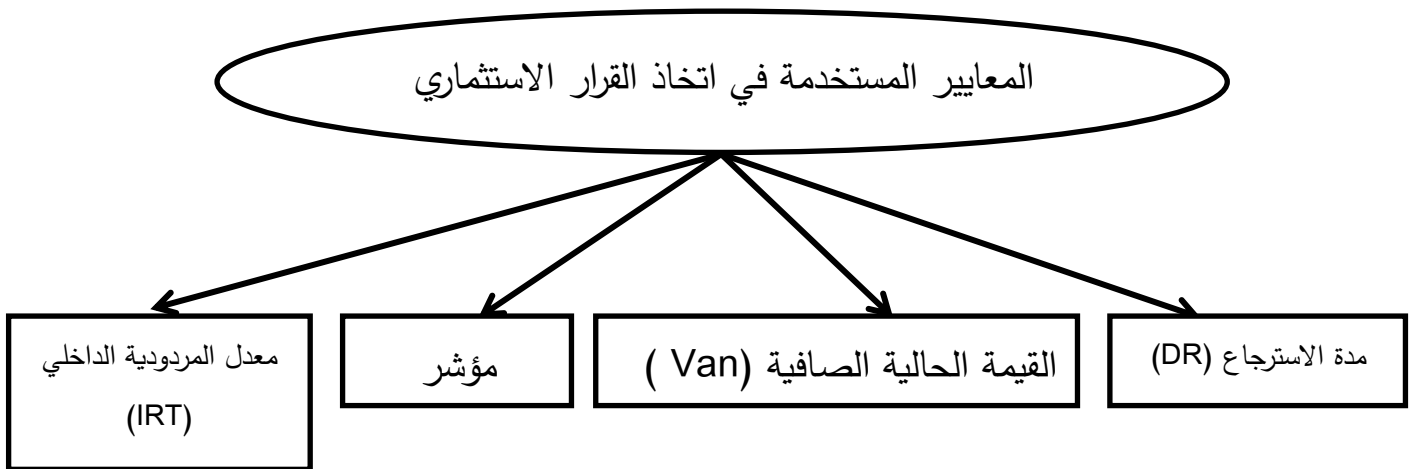 المعايير المستخدمة في اتخاذ القرار الاستثماري
مدة الاسترجاع (DR)
القيمة الحالية الصافية (Van )
مؤشر
معدل المردودية الداخلي
(IRT)